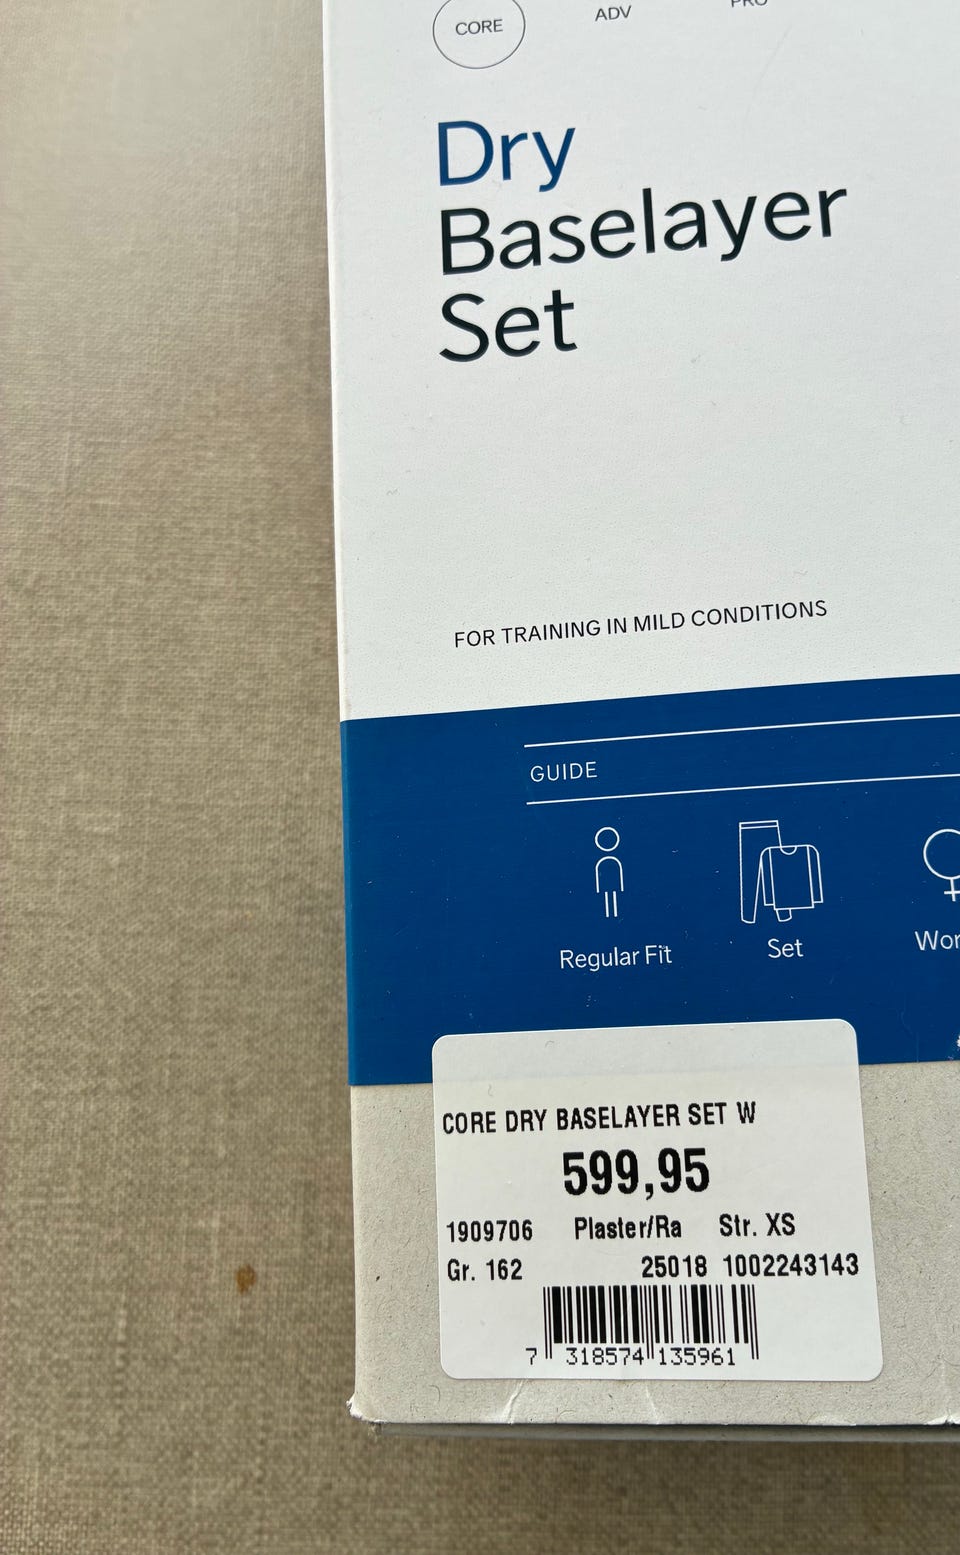 CORE ADV PRO
Dry
Baselayer
Set
FOR TRAINING IN MILD CONDITIONS
GUIDE
Regular Fit Set
CORE DRY BASELAYER SET W
599,95
1909706 Plaster/Ra Str. XS
Gr. 162 25018 1002243143
7 318574 135961